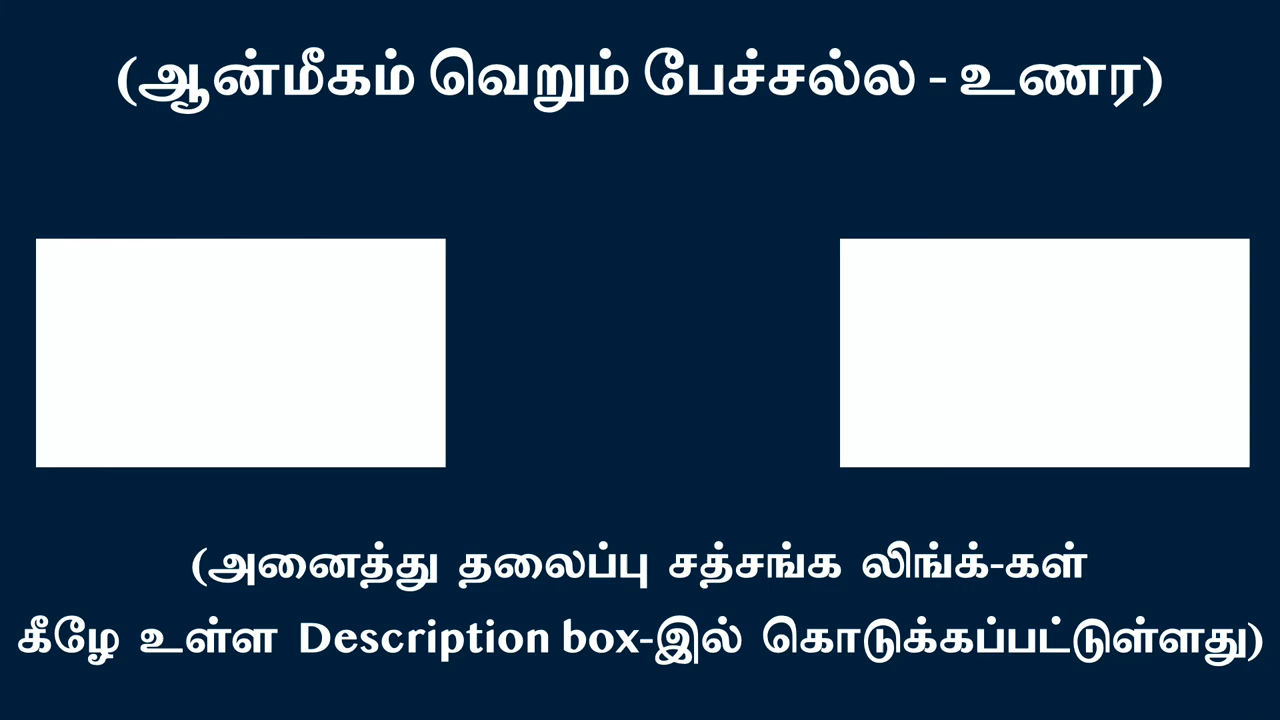 (ஆன்மீகம் வெறும் பேச்சல்ல - உணர)
(அனைத்து தலைப்பு சத்சங்க லிங்க்-கள்
கீழே உள்ள Description box-இல் கொடுக்கப்பட்டுள்ளது)